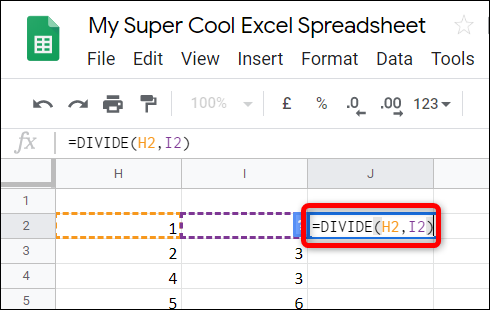 My Super Cool Excel Spreadsheet
File Edit View Insert Format Data Tools
100% £ % .0 .00 123
fx =DIVIDE(H2,I2)
H I J
1
2 1 =DIVIDE(H2,I2)
3 2 3
4 4 3
5 5 6